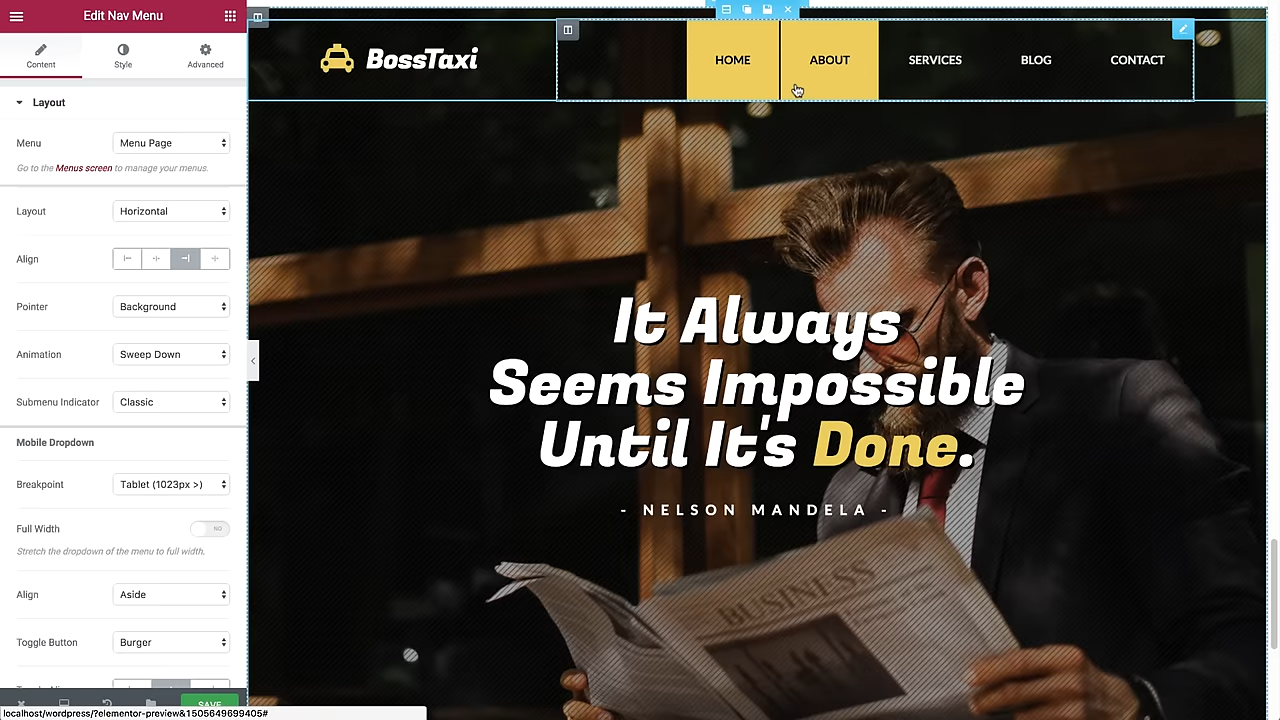 Edit Nav Menu
Content
Style
Advanced
Layout
Menu
Menu Page
Go to the Menus screen to manage your menus.
Layout
Horizontal
Align
Pointer
Background
Animation
Sweep Down
Submenu Indicator
Classic
Mobile Dropdown
Breakpoint
Tablet (1023px >)
Full Width
NO
Stretch the dropdown of the menu to full width.
Align
Aside
Toggle Button
Burger
SAVE
localhost/wordpress/?elementor-preview&1505649699405#
BossTaxi
HOME
ABOUT
SERVICES
BLOG
CONTACT
It Always
Seems Impossible
Until It's Done.
- NELSON MANDELA -
BUSINESS